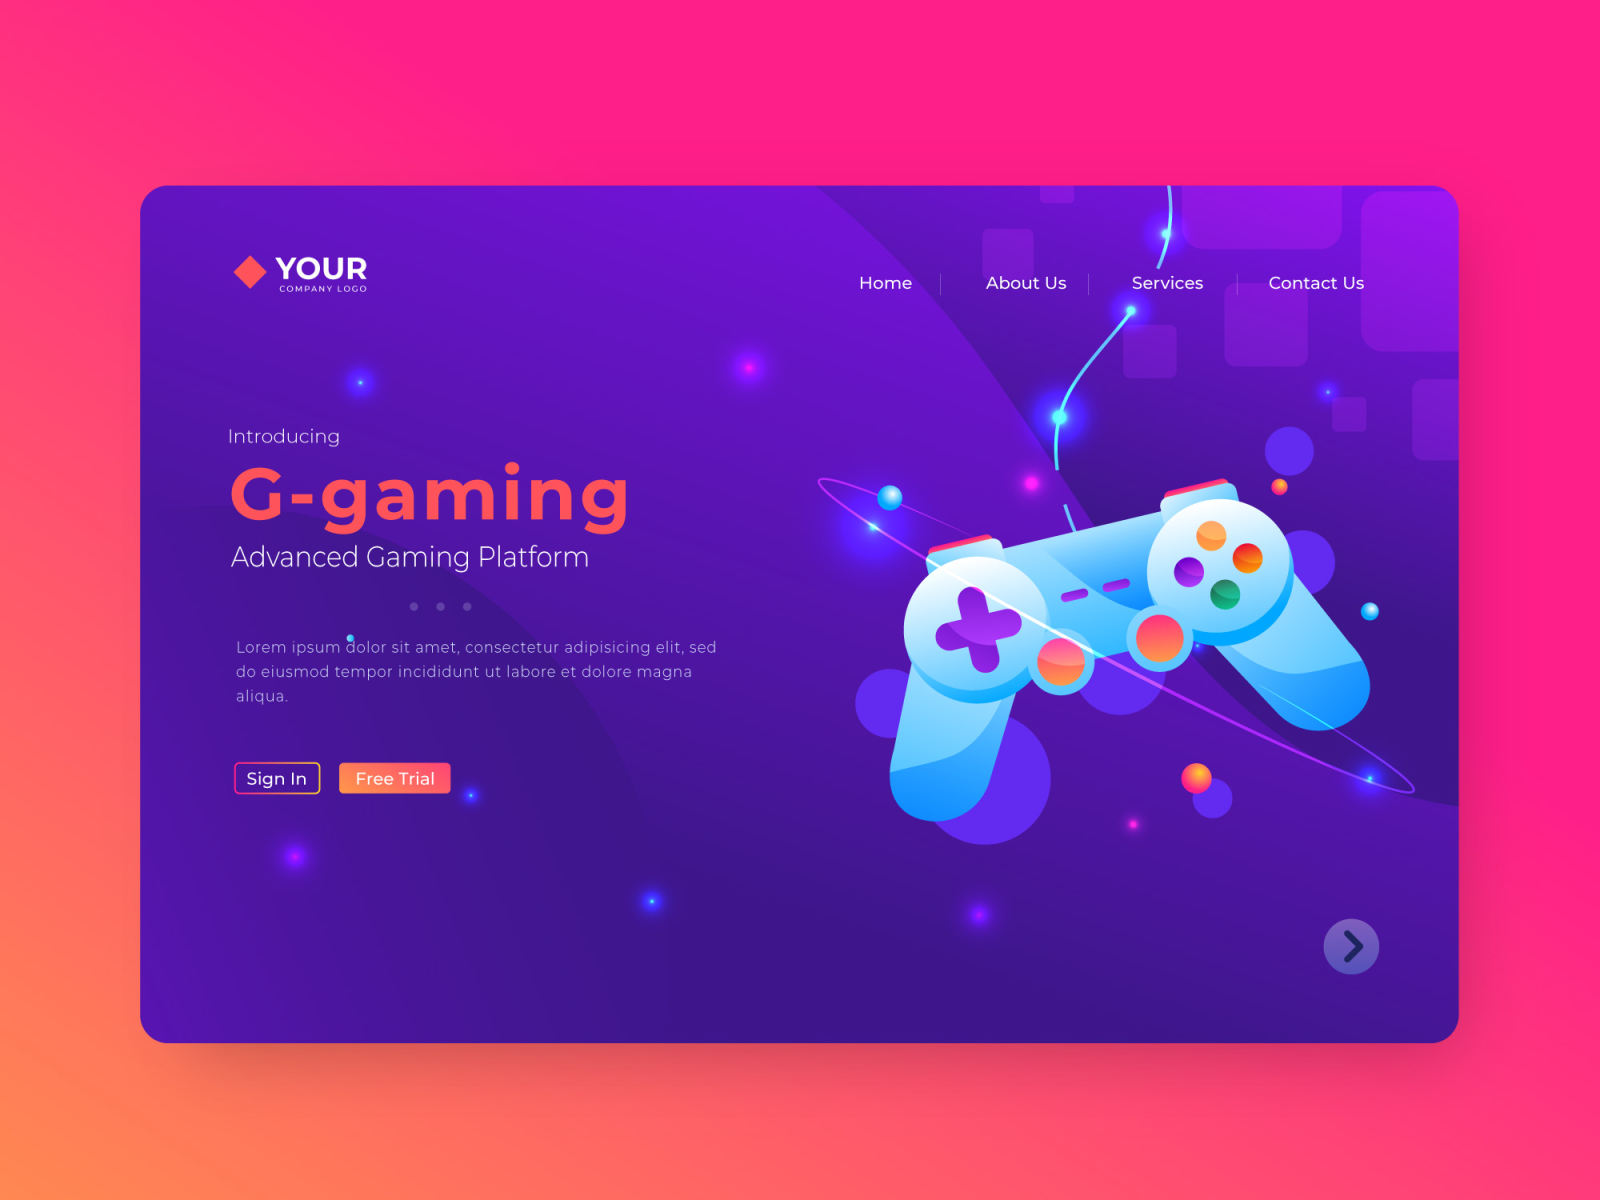 YOUR
COMPANY LOGO
Home
About Us
Services
Contact Us
Introducing
G-gaming
Advanced Gaming Platform
Lorem ipsum dolor sit amet, consectetur adipisicing elit, sed
do eiusmod tempor incididunt ut labore et dolore magna
aliqua.
Sign In
Free Trial